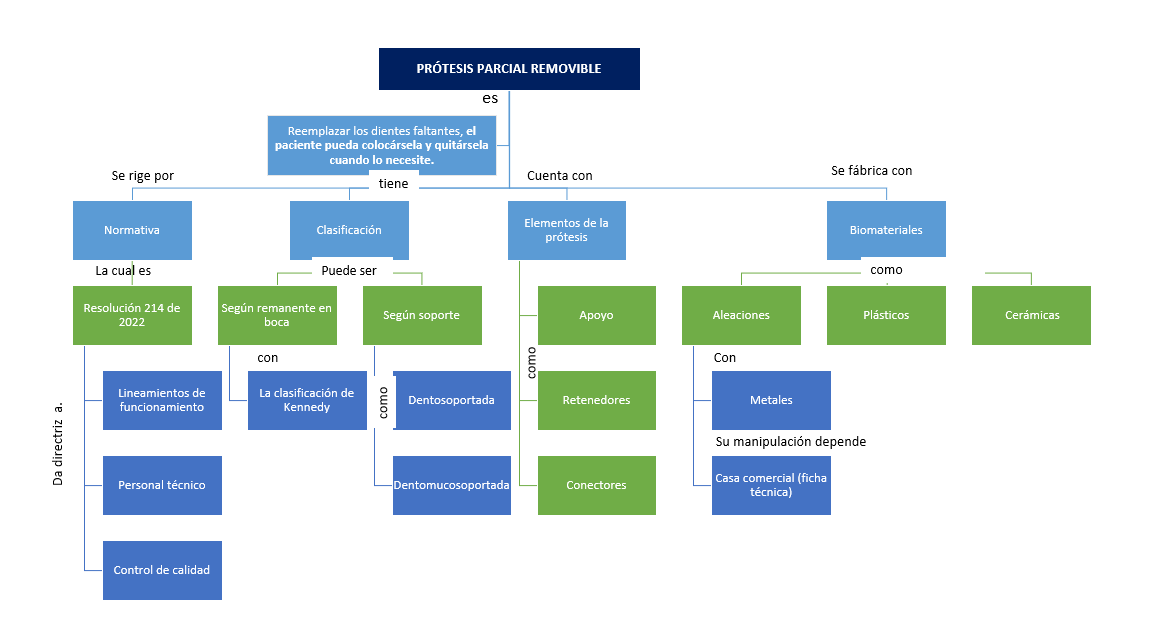 PRÓTESIS PARCIAL REMOVIBLE
es
Reemplazar los dientes faltantes, el
paciente pueda colocársela y quitársela
cuando lo necesite.
Se rige por
tiene
Cuenta con
Se fábrica con
Normativa
Clasificación
Elementos de la
prótesis
Biomateriales
La cual es
Puede ser
como
Resolución 214 de
2022
Según remanente en
boca
Según soporte
Apoyo
Aleaciones
Plásticos
Cerámicas
con
como
Con
Lineamientos de
funcionamiento
La clasificación de
Kennedy
como
Dentosoportada
Retenedores
Metales
Da directriz a.
Su manipulación depende
Personal técnico
Dentomucosoportada
Conectores
Casa comercial (ficha
técnica)
Control de calidad